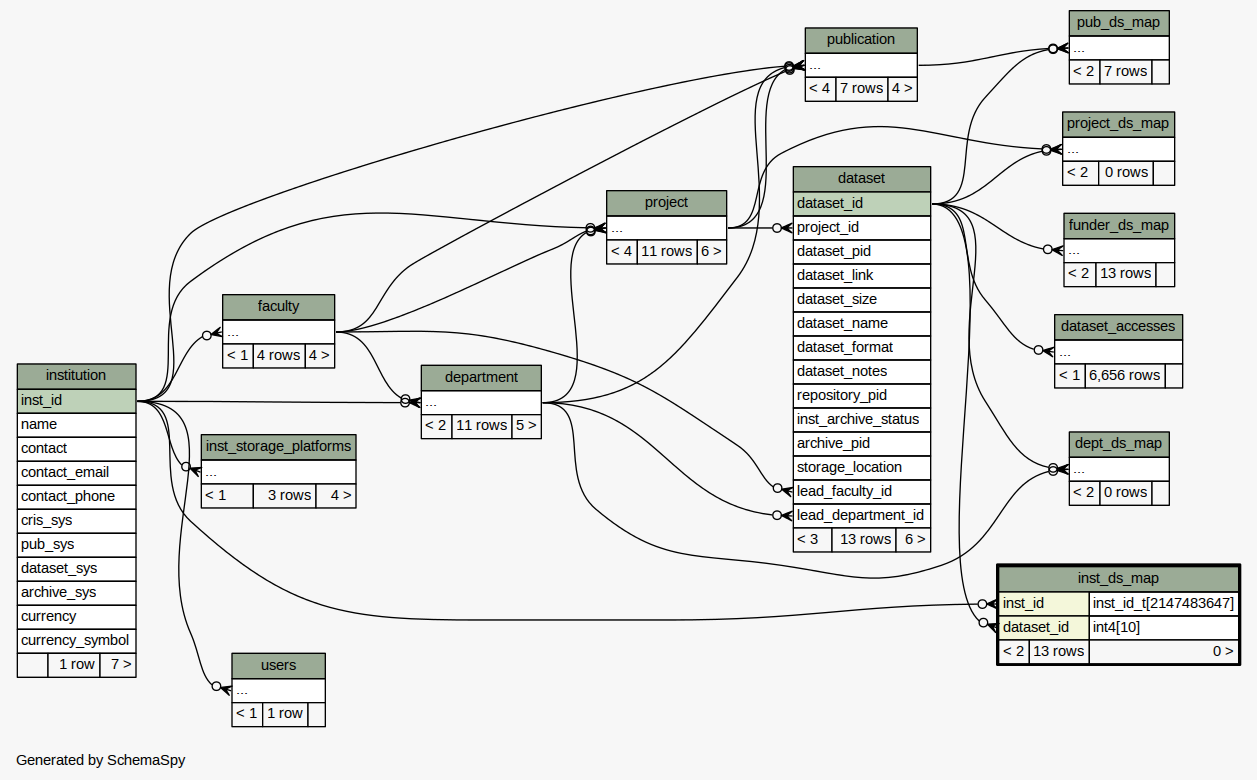 publication
...
< 4 7 rows 4 >
pub_ds_map
...
< 2 7 rows
project_ds_map
...
< 2 0 rows
project
...
< 4 11 rows 6 >
dataset
dataset_id
project_id
dataset_pid
dataset_link
dataset_size
dataset_name
dataset_format
dataset_notes
repository_pid
inst_archive_status
archive_pid
storage_location
lead_faculty_id
lead_department_id
< 3 13 rows 6 >
funder_ds_map
...
< 2 13 rows
faculty
...
< 1 4 rows 4 >
dataset_accesses
...
< 1 6,656 rows
institution
inst_id
name
contact
contact_email
contact_phone
cris_sys
pub_sys
dataset_sys
archive_sys
currency
currency_symbol
1 row 7 >
department
...
< 2 11 rows 5 >
inst_storage_platforms
...
< 1 3 rows 4 >
dept_ds_map
...
< 2 0 rows
inst_ds_map
inst_id inst_id_t[2147483647]
dataset_id int4[10]
< 2 13 rows 0 >
users
...
< 1 1 row
Generated by SchemaSpy